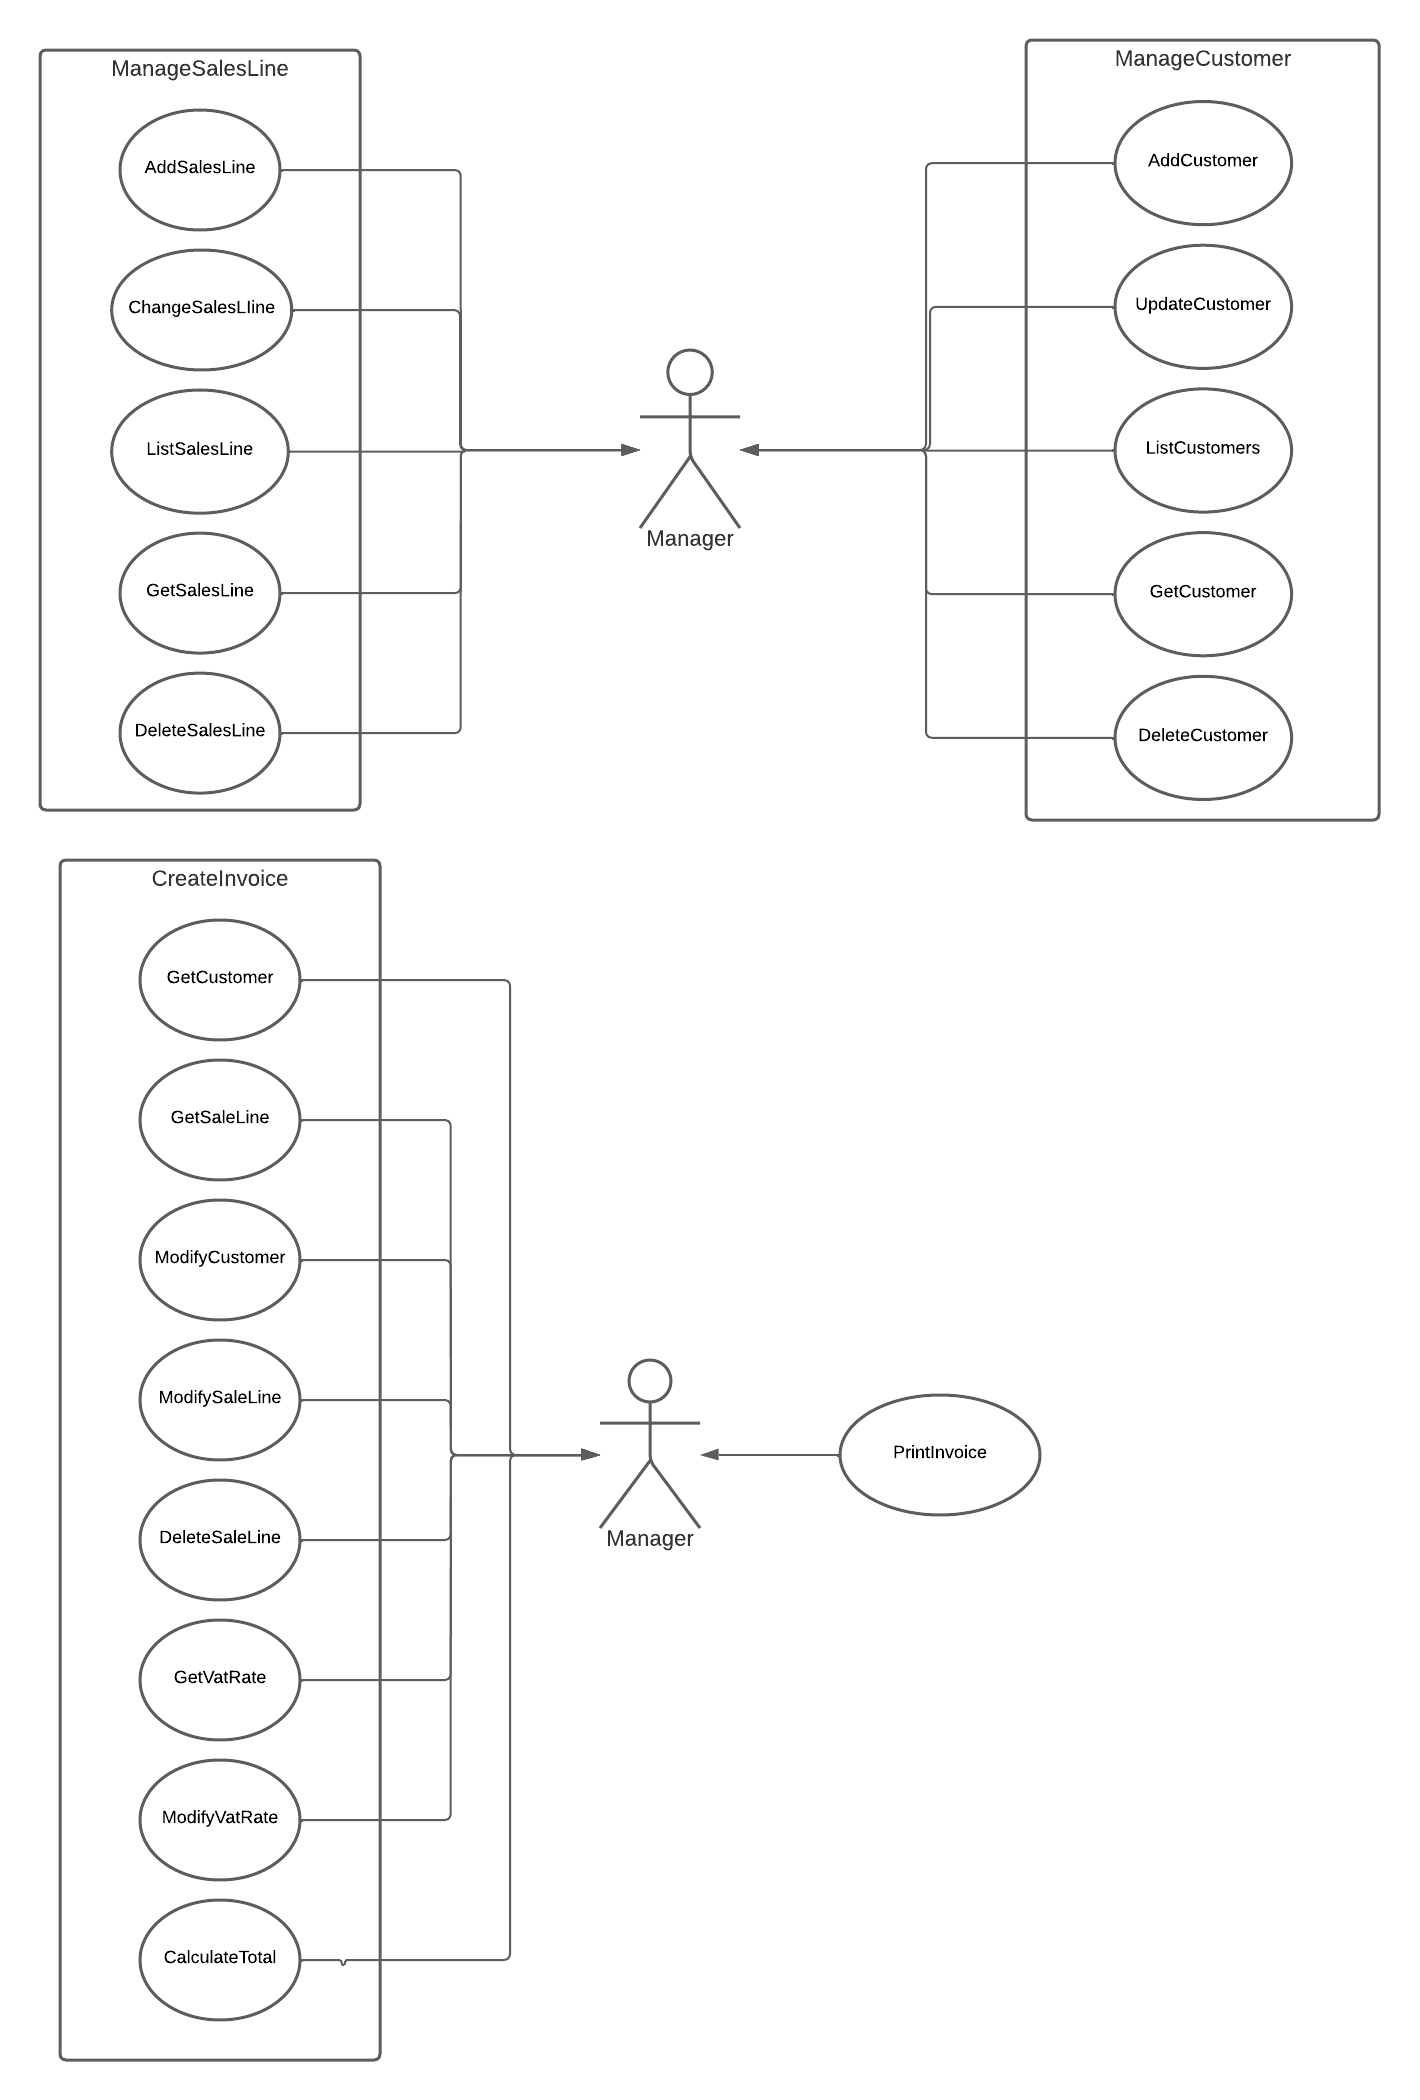 ManageSalesLine
AddSalesLine
ChangeSalesLIine
ListSalesLine
GetSalesLine
DeleteSalesLine
Manager
ManageCustomer
AddCustomer
UpdateCustomer
ListCustomers
GetCustomer
DeleteCustomer
CreateInvoice
GetCustomer
GetSaleLine
ModifyCustomer
ModifySaleLine
DeleteSaleLine
GetVatRate
ModifyVatRate
CalculateTotal
Manager
PrintInvoice